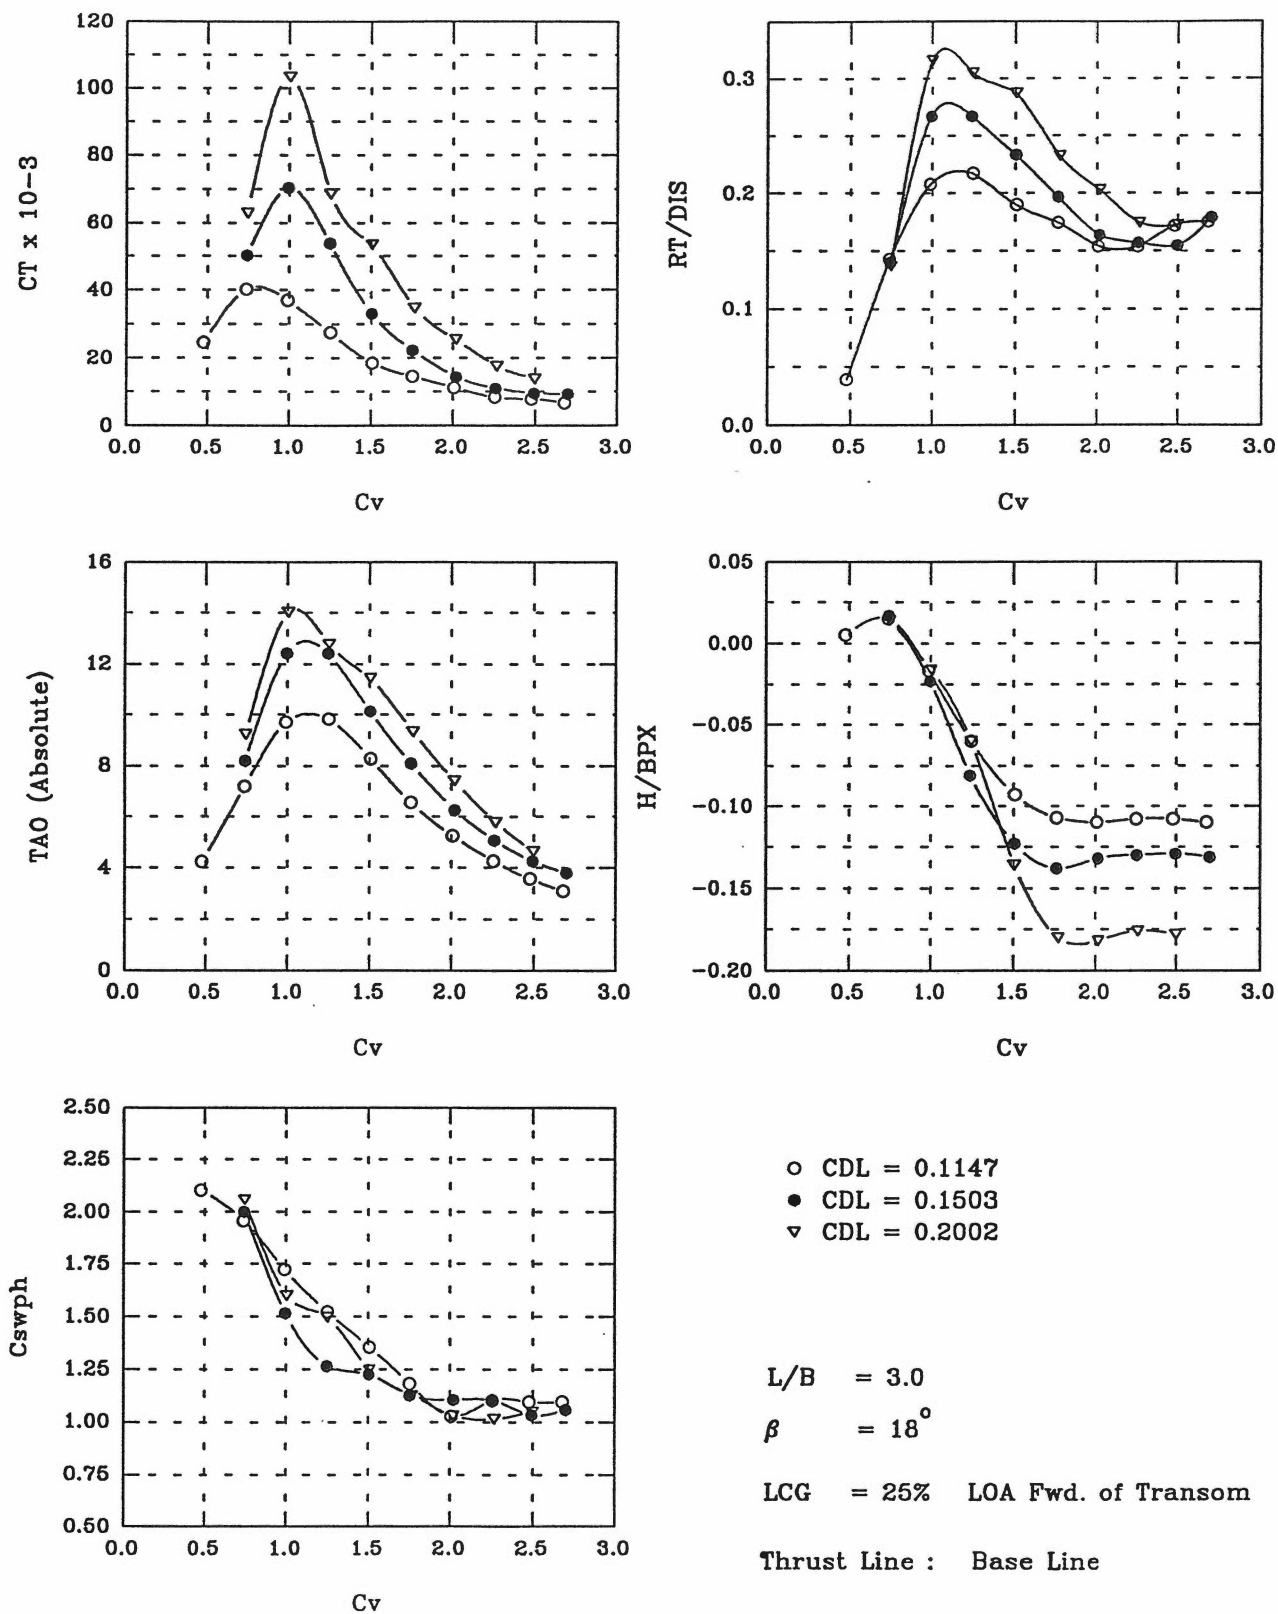 120
100
80
60
40
20
0
CT x 10-3
0.0 0.5 1.0 1.5 2.0 2.5 3.0
Cv
0.3
0.2
0.1
0.0
RT/DIS
0.0 0.5 1.0 1.5 2.0 2.5 3.0
Cv
16
12
8
4
0
TAO (Absolute)
0.0 0.5 1.0 1.5 2.0 2.5 3.0
Cv
0.05
0.00
-0.05
-0.10
-0.15
-0.20
H/BPX
0.0 0.5 1.0 1.5 2.0 2.5 3.0
Cv
2.50
2.25
2.00
1.75
1.50
1.25
1.00
0.75
0.50
Cswph
0.0 0.5 1.0 1.5 2.0 2.5 3.0
Cv
CDL = 0.1147
CDL = 0.1503
CDL = 0.2002
L/B = 3.0
β = 18°
LCG = 25% LOA Fwd. of Transom
Thrust Line : Base Line